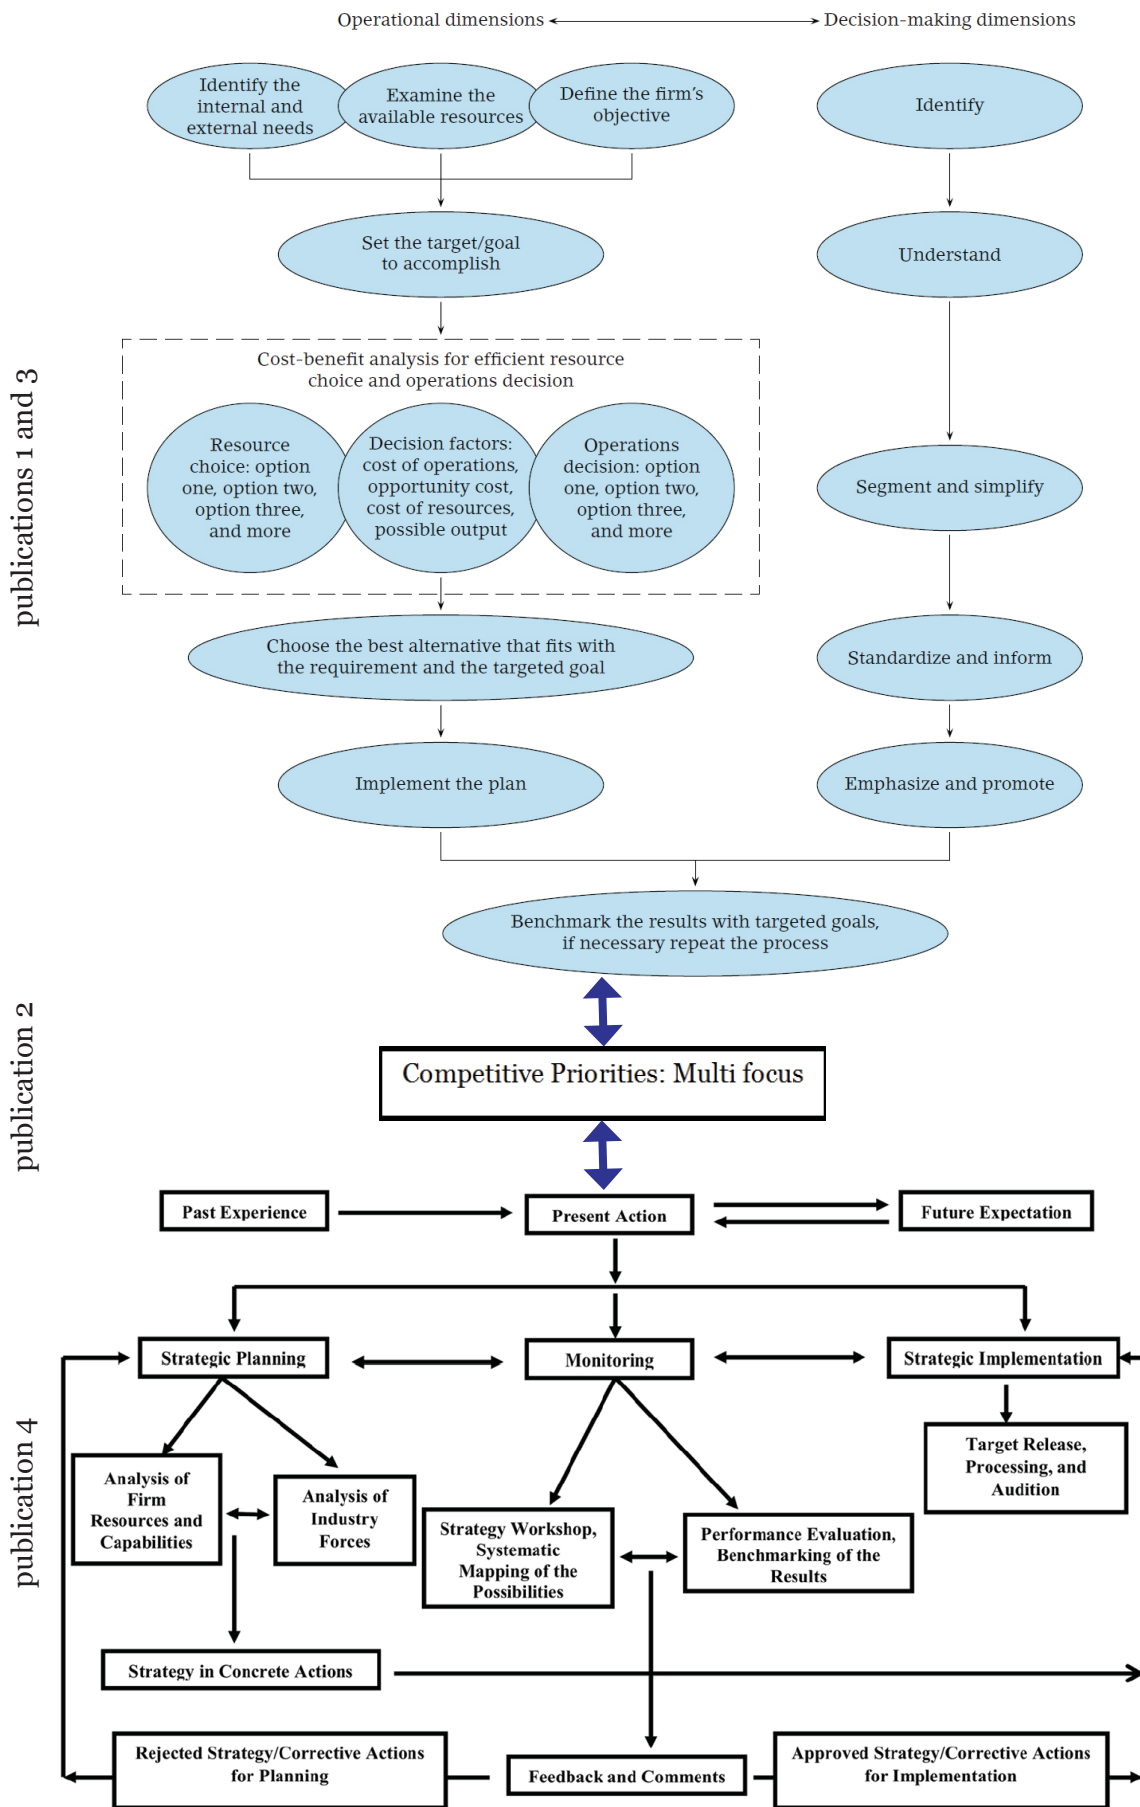 Operational dimensions
Decision-making dimensions
Identify the
internal and
external needs
Examine the
available resources
Define the firm's
objective
Identify
Set the target/goal
to accomplish
Understand
publications 1 and 3
Cost-benefit analysis for efficient resource
choice and operations decision
Resource
choice: option
one, option two,
option three,
and more
Decision factors:
cost of operations,
opportunity cost,
cost of resources,
possible output
Operations
decision: option
one, option two,
option three,
and more
Segment and simplify
Choose the best alternative that fits with
the requirement and the targeted goal
Standardize and inform
Implement the plan
Emphasize and promote
Benchmark the results with targeted goals,
if necessary repeat the process
publication 2
Competitive Priorities: Multi focus
Past Experience
Present Action
Future Expectation
Strategic Planning
Monitoring
Strategic Implementation
publication 4
Analysis of
Firm
Resources and
Capabilities
Analysis of
Industry
Forces
Strategy Workshop,
Systematic
Mapping of the
Possibilities
Performance Evaluation,
Benchmarking of the
Results
Target Release,
Processing, and
Audition
Strategy in Concrete Actions
Rejected Strategy/Corrective Actions
for Planning
Feedback and Comments
Approved Strategy/Corrective Actions
for Implementation